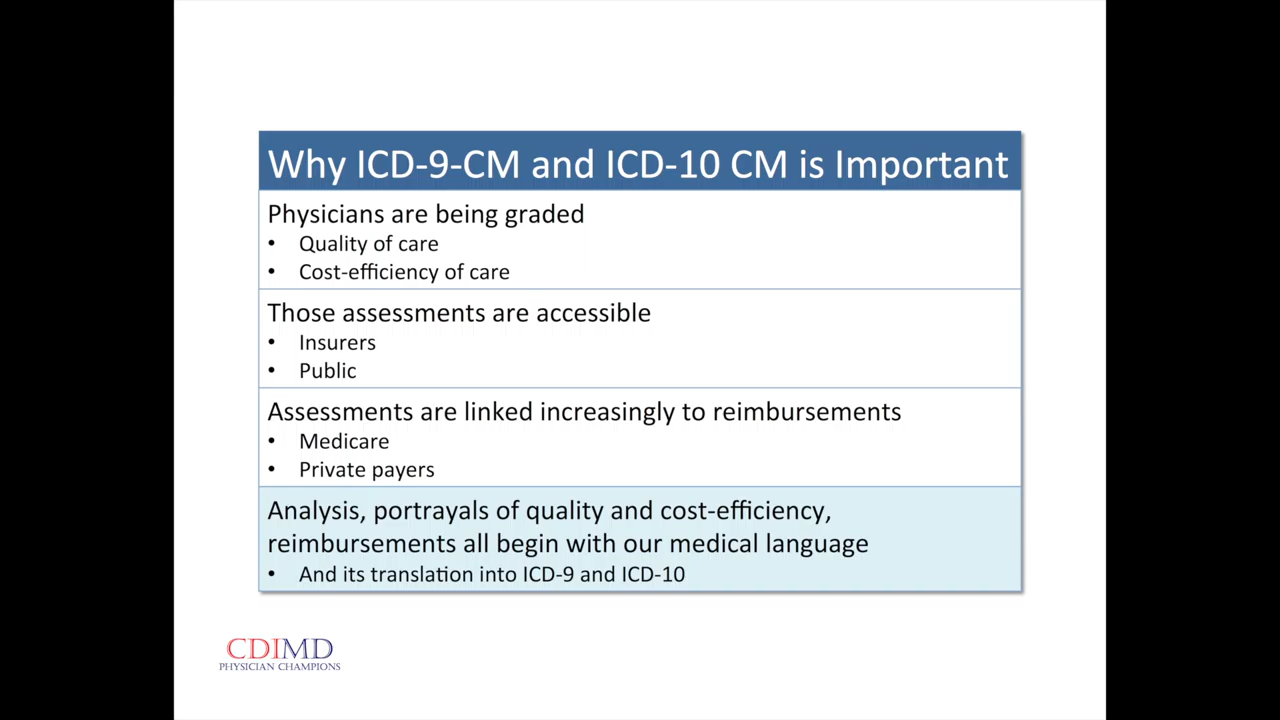 Why ICD-9-CM and ICD-10 CM is Important
Physicians are being graded
• Quality of care
• Cost-efficiency of care
Those assessments are accessible
• Insurers
• Public
Assessments are linked increasingly to reimbursements
• Medicare
• Private payers
Analysis, portrayals of quality and cost-efficiency,
reimbursements all begin with our medical language
• And its translation into ICD-9 and ICD-10
CDIMD
PHYSICIAN CHAMPIONS